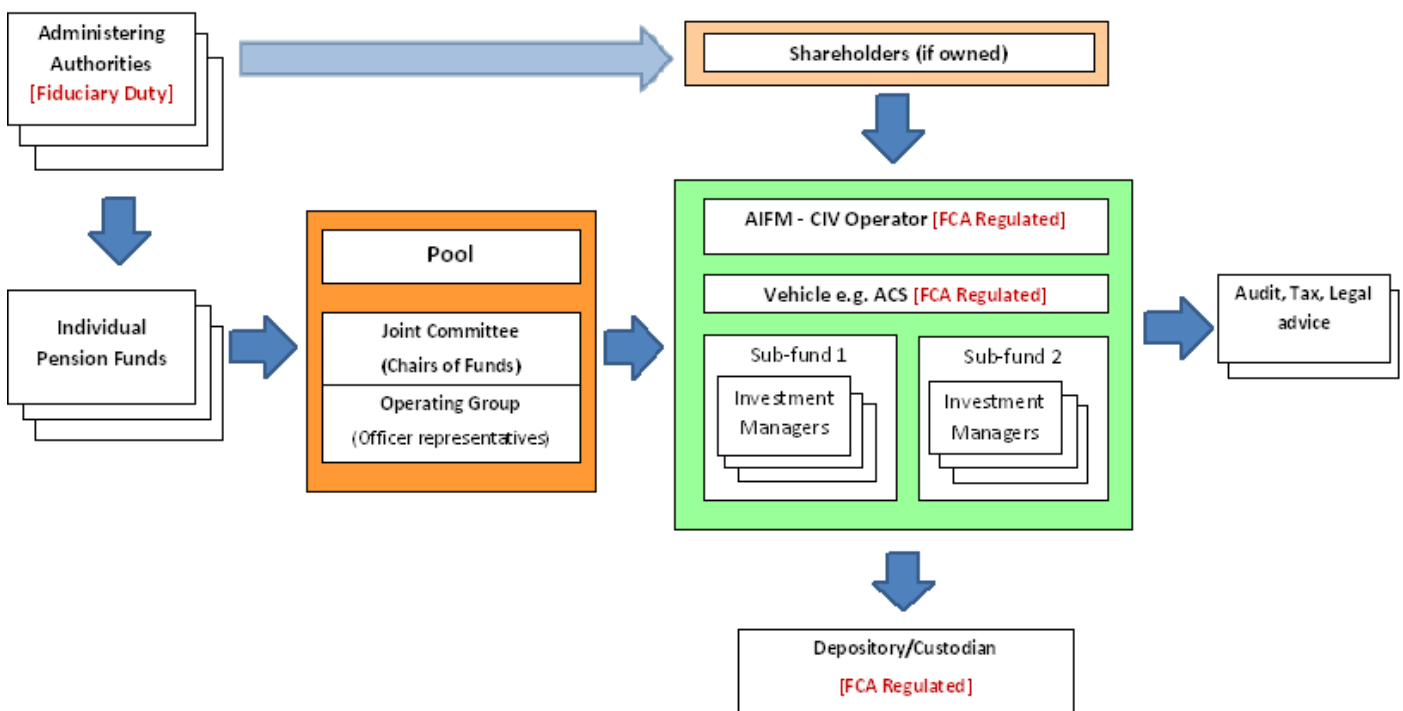 Administering
Authorities
[Fiduciary Duty]
Shareholders (if owned)
Individual
Pension Funds
Pool
Joint Committee
(Chairs of Funds)
Operating Group
(Officer representatives)
AIFM - CIV Operator [FCA Regulated]
Vehicle e.g. ACS [FCA Regulated]
Sub-fund 1
Investment
Managers
Sub-fund 2
Investment
Managers
Audit, Tax, Legal
advice
Depository/Custodian
[FCA Regulated]